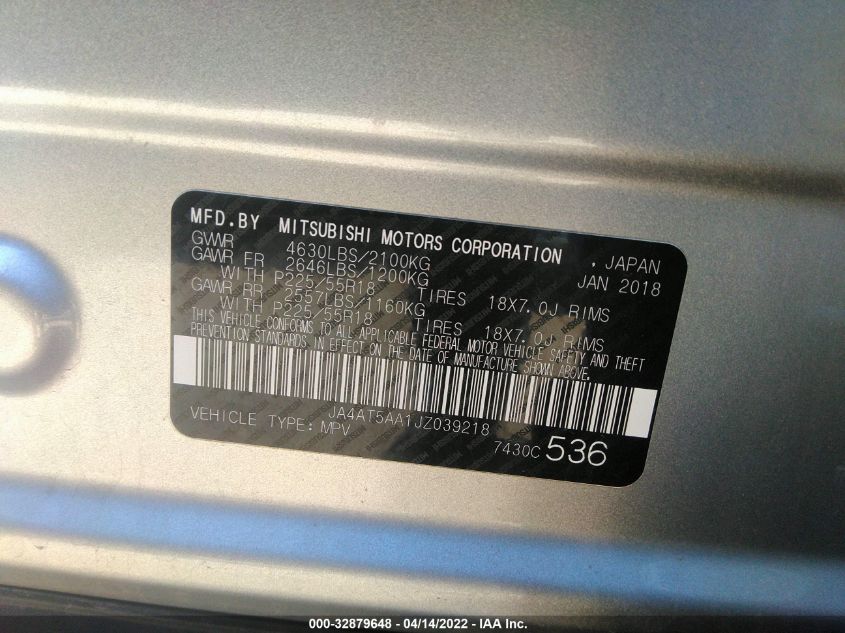 MFD.BY MITSUBISHI MOTORS CORPORATION , JAPAN
GVWR 4630LBS/2100KG JAN 2018
GAWR FR 2646LBS/1200KG
WITH P225/55R18 TIRES 18X7.0J RIMS
GAWR RR 2557LBS/1160KG
WITH P225/55R18 TIRES 18X7.0J RIMS
THIS VEHICLE CONFORMS TO ALL APPLICABLE FEDERAL MOTOR VEHICLE SAFETY AND THEFT
PREVENTION STANDARDS. IN EFFECT ON THE DATE OF MANUFACTURE SHOWN ABOVE.
JA4AT5AA1JZ039218
VEHICLE TYPE: MPV 7430C 536
000-32879648 - 04/14/2022 - IAA Inc.